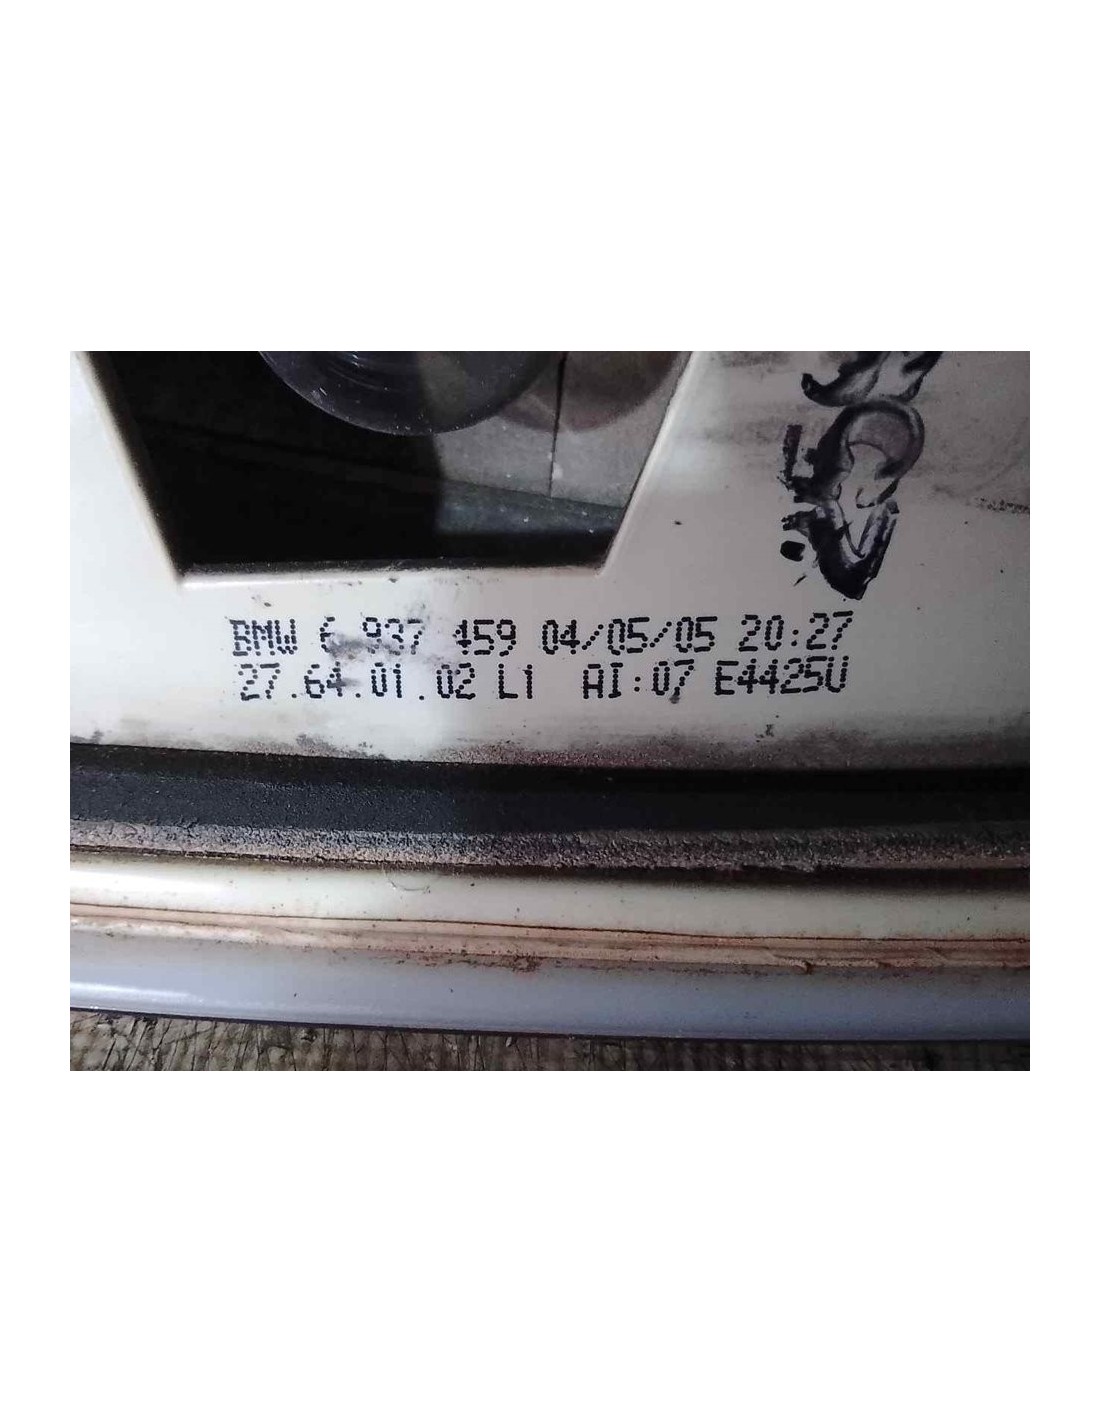 BMW 6 937 459 04/05/05 20:27
27.64.01.02 L1 AI:07 E4425U